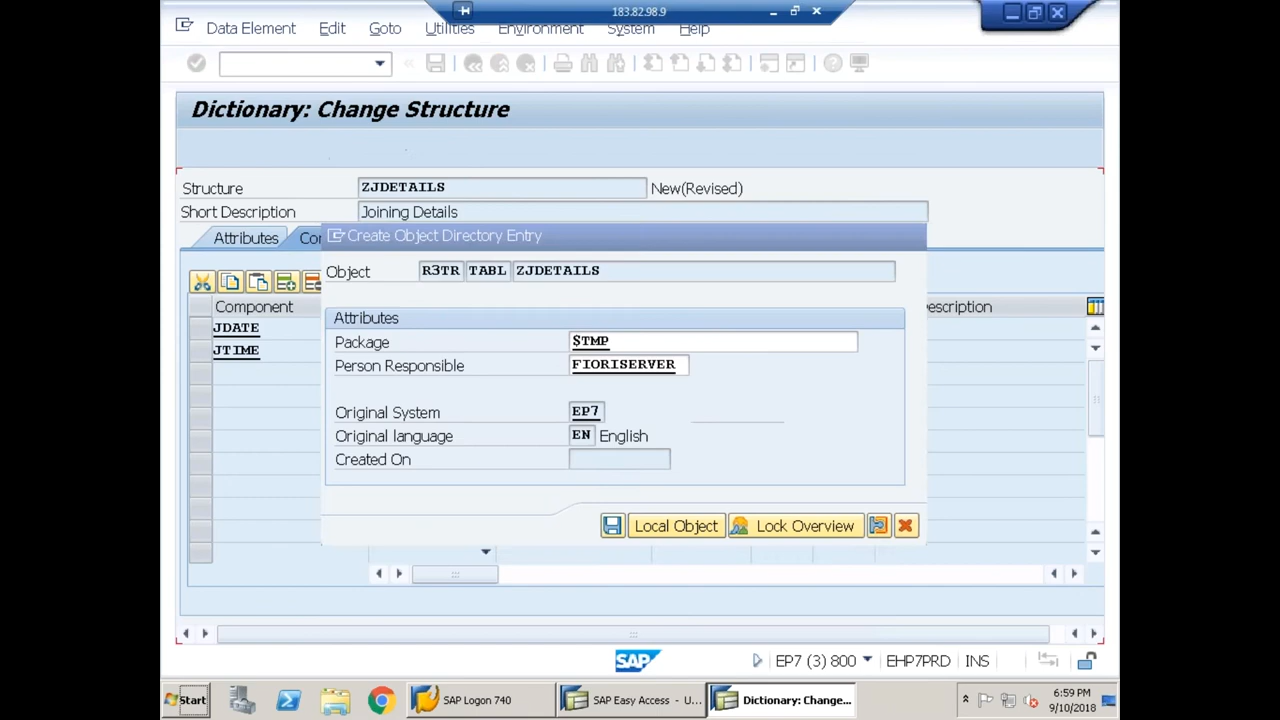 183.82.98.9
Data Element Edit Goto Utilities Environment System Help
Dictionary: Change Structure
Structure ZJDETAILS New(Revised)
Short Description Joining Details
Attributes Co
Create Object Directory Entry
Object R3TR TABL ZJDETAILS
Component
escription
JDATE
JTIME
Attributes
Package $TMP
Person Responsible FIORISERVER
Original System EP7
Original language EN English
Created On
Local Object Lock Overview
SAP EP7 (3) 800 EHP7PRD INS
Start SAP Logon 740 SAP Easy Access - U... Dictionary: Change... 6:59 PM
9/10/2018